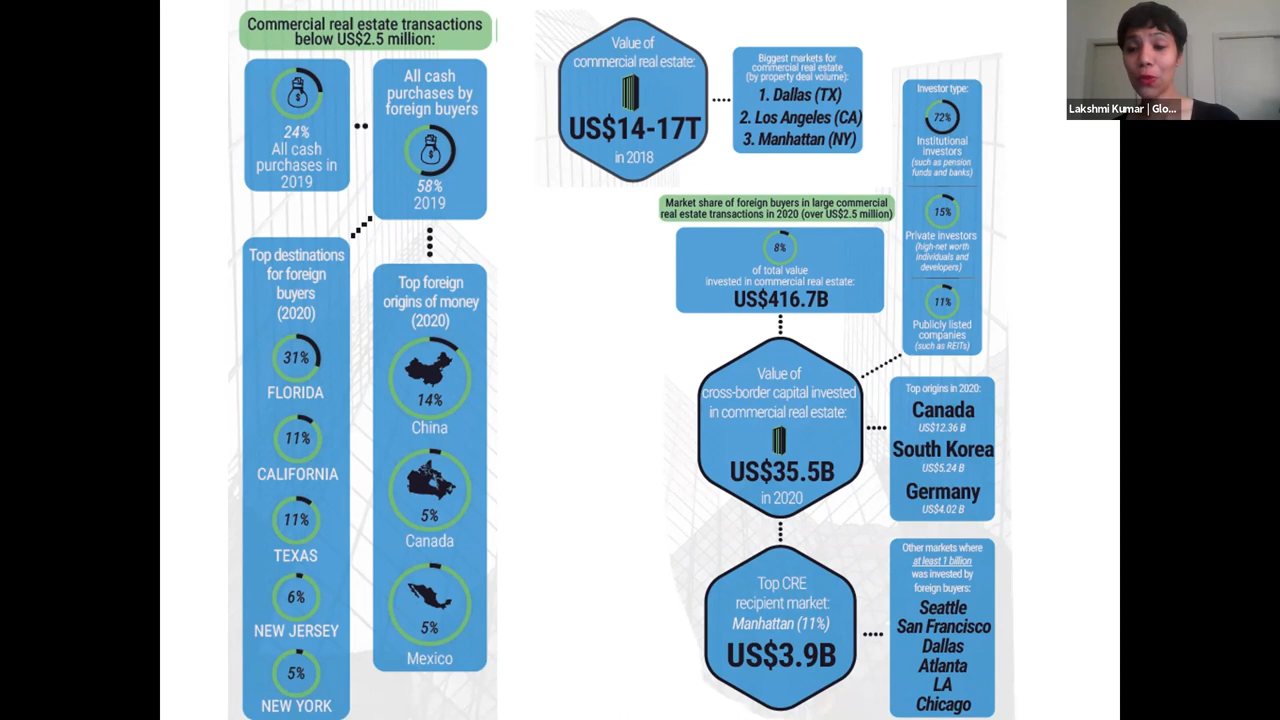 Commercial real estate transactions
below US$2.5 million:
24%
All cash
purchases in
2019
All cash
purchases by
foreign buyers
58%
2019
Top destinations
for foreign
buyers
(2020)
31%
FLORIDA
11%
CALIFORNIA
11%
TEXAS
6%
NEW JERSEY
5%
NEW YORK
Top foreign
origins of money
(2020)
14%
China
5%
Canada
5%
Mexico
Value of
commercial real estate:
US$14-17T
in 2018
Biggest markets for
commercial real estate
(by property deal volume):
1. Dallas (TX)
2. Los Angeles (CA)
3. Manhattan (NY)
Market share of foreign buyers in large commercial
real estate transactions in 2020 (over US$2.5 million)
8%
of total value
invested in commercial real estate:
US$416.7B
Investor type:
72%
Institutional
investors
(such as pension
funds and banks)
15%
Private investors
(high-net worth
individuals and
developers)
11%
Publicly listed
companies
(such as REITs)
Value of
cross-border capital invested
in commercial real estate:
US$35.5B
in 2020
Top origins in 2020:
Canada
US$12.36 B
South Korea
US$5.24 B
Germany
US$4.02 B
Top CRE
recipient market:
Manhattan (11%)
US$3.9B
Other markets where
at least 1 billion
was invested by
foreign buyers:
Seattle
San Francisco
Dallas
Atlanta
LA
Chicago
Lakshmi Kumar | Glo...